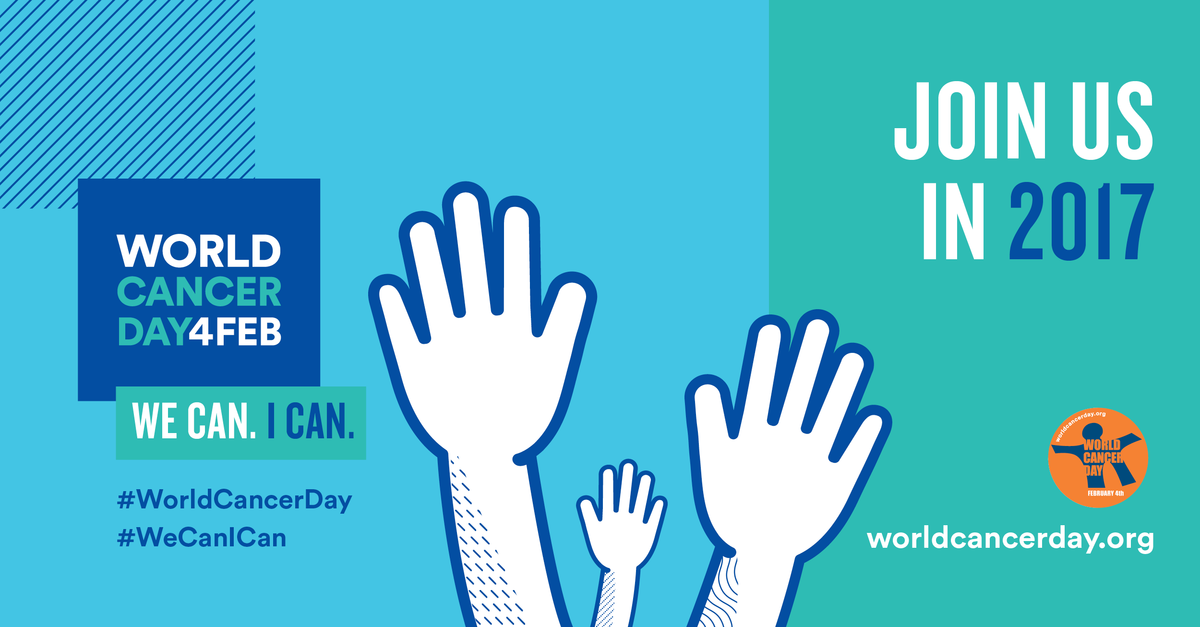 WORLD
CANCER
DAY4FEB
WE CAN. I CAN.
#WorldCancerDay
#WeCanICan
JOIN US
IN 2017
worldcancerday.org
WORLD
CANCER
DAY
FEBRUARY 4th
worldcancerday.org